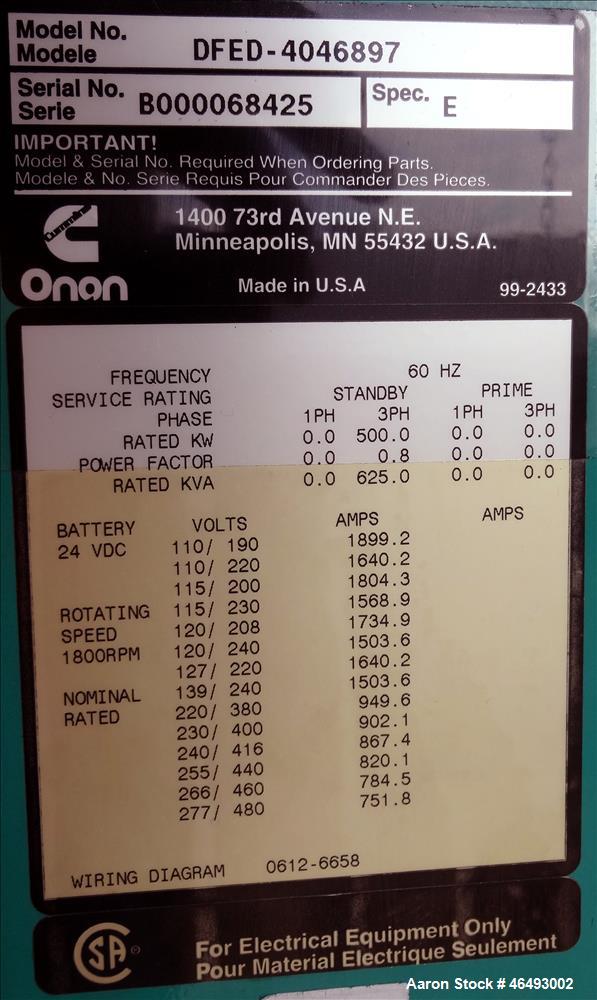 Model No.
Modele DFED-4046897
Serial No.
Serie B000068425 Spec. E
IMPORTANT!
Model & Serial No. Required When Ordering Parts.
Modele & No. Serie Requis Pour Commander Des Pieces.
Cummins
Onan
1400 73rd Avenue N.E.
Minneapolis, MN 55432 U.S.A.
Made in U.S.A 99-2433
FREQUENCY 60 HZ
SERVICE RATING STANDBY PRIME
PHASE 1PH 3PH 1PH 3PH
RATED KW 0.0 500.0 0.0 0.0
POWER FACTOR 0.0 0.8 0.0 0.0
RATED KVA 0.0 625.0 0.0 0.0
BATTERY VOLTS AMPS AMPS
24 VDC 110/ 190 1899.2
110/ 220 1640.2
115/ 200 1804.3
ROTATING 115/ 230 1568.9
SPEED 120/ 208 1734.9
1800RPM 120/ 240 1503.6
127/ 220 1640.2
NOMINAL 139/ 240 1503.6
RATED 220/ 380 949.6
230/ 400 902.1
240/ 416 867.4
255/ 440 820.1
266/ 460 784.5
277/ 480 751.8
WIRING DIAGRAM 0612-6658
CSA ®
For Electrical Equipment Only
Pour Material Electrique Seulement
Aaron Stock # 46493002